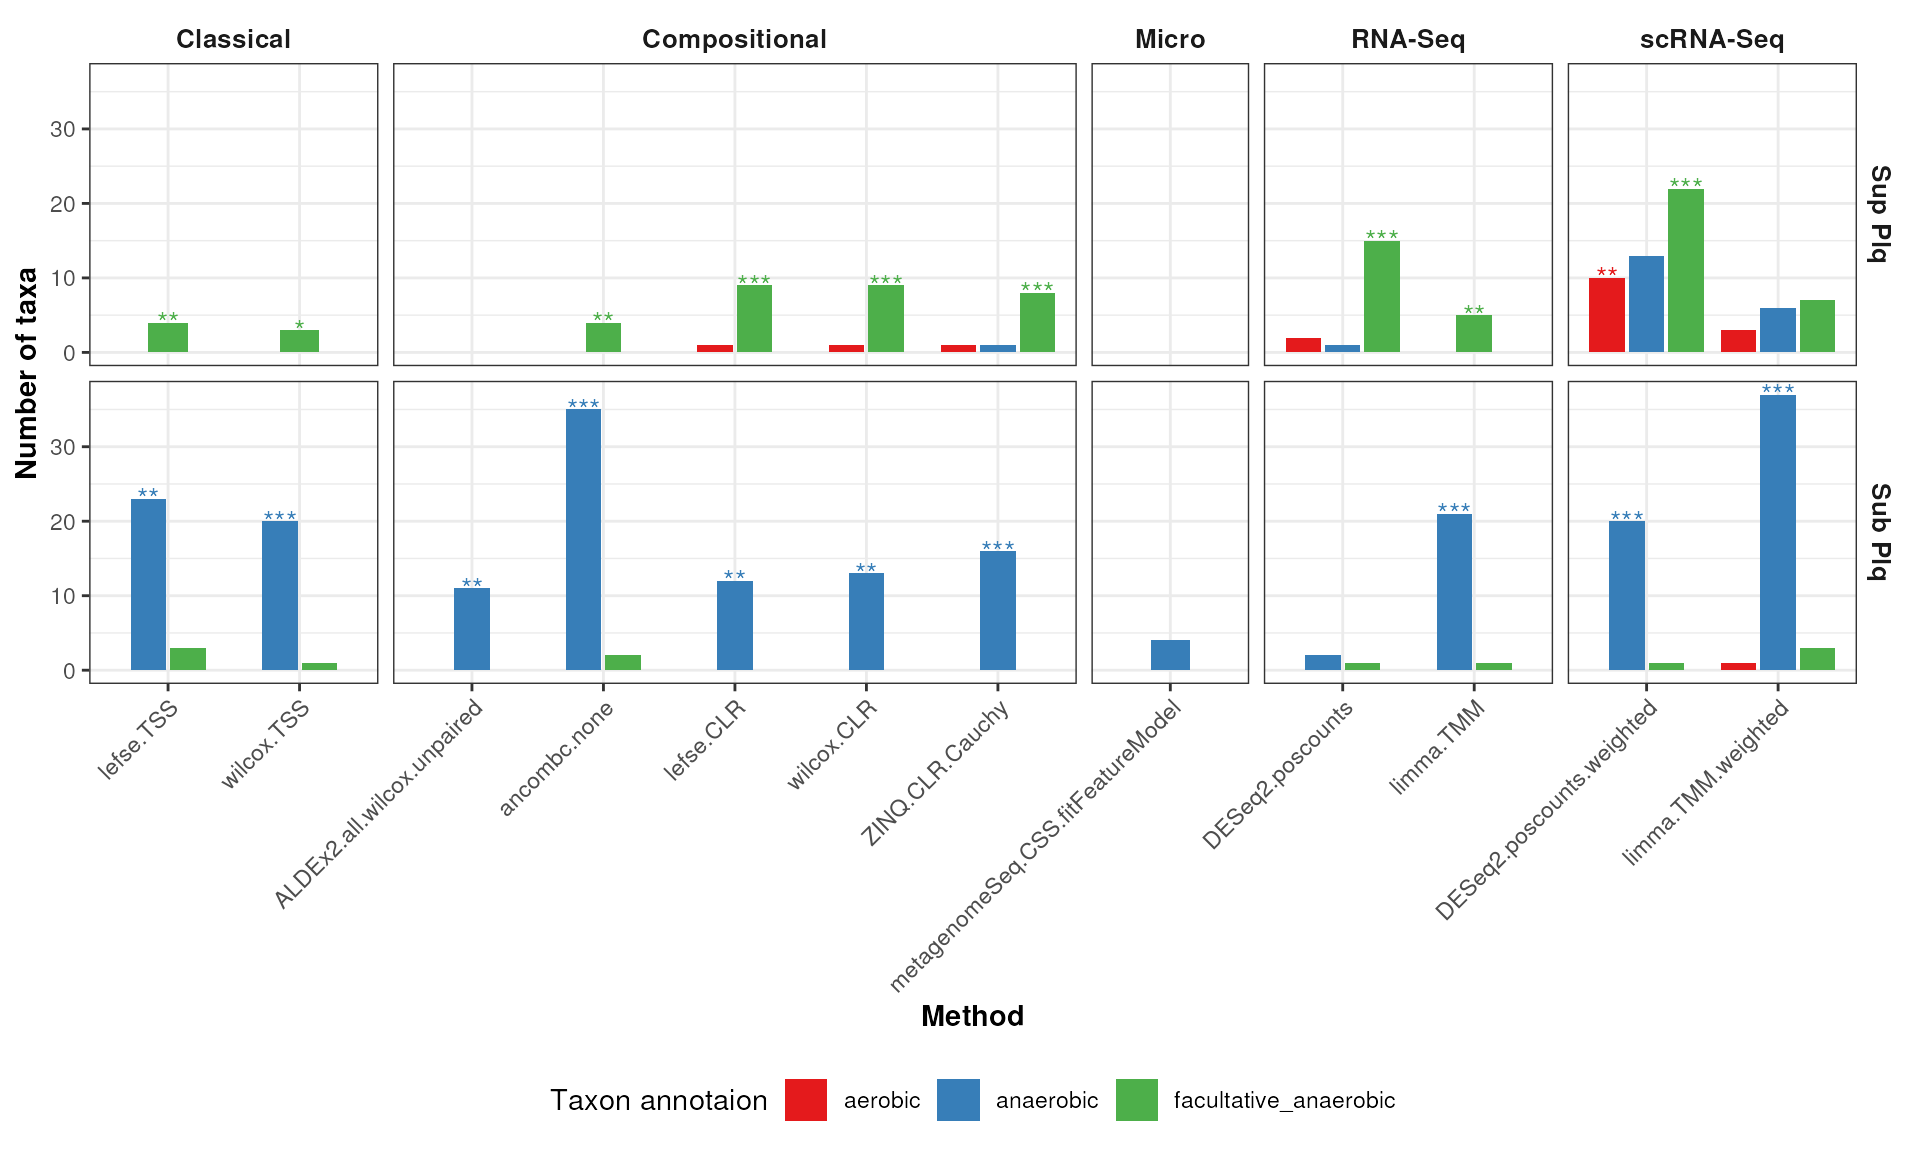 Classical Compositional Micro RNA-Seq scRNA-Seq
Number of taxa
30
20
10
0
** * ** *** *** *** *** ** ** ***
Sup Plq
30
20
10
0
** *** ** *** ** ** *** *** *** ***
Sub Plq
lefse.TSS
wilcox.TSS
ALDEx2.all.wilcox.unpaired
ancombc.none
lefse.CLR
wilcox.CLR
ZINQ.CLR.Cauchy
metagenomeSeq.CSS.fitFeatureModel
DESeq2.poscounts
limma.TMM
DESeq2.poscounts.weighted
limma.TMM.weighted
Method
Taxon annotaion aerobic anaerobic facultative_anaerobic